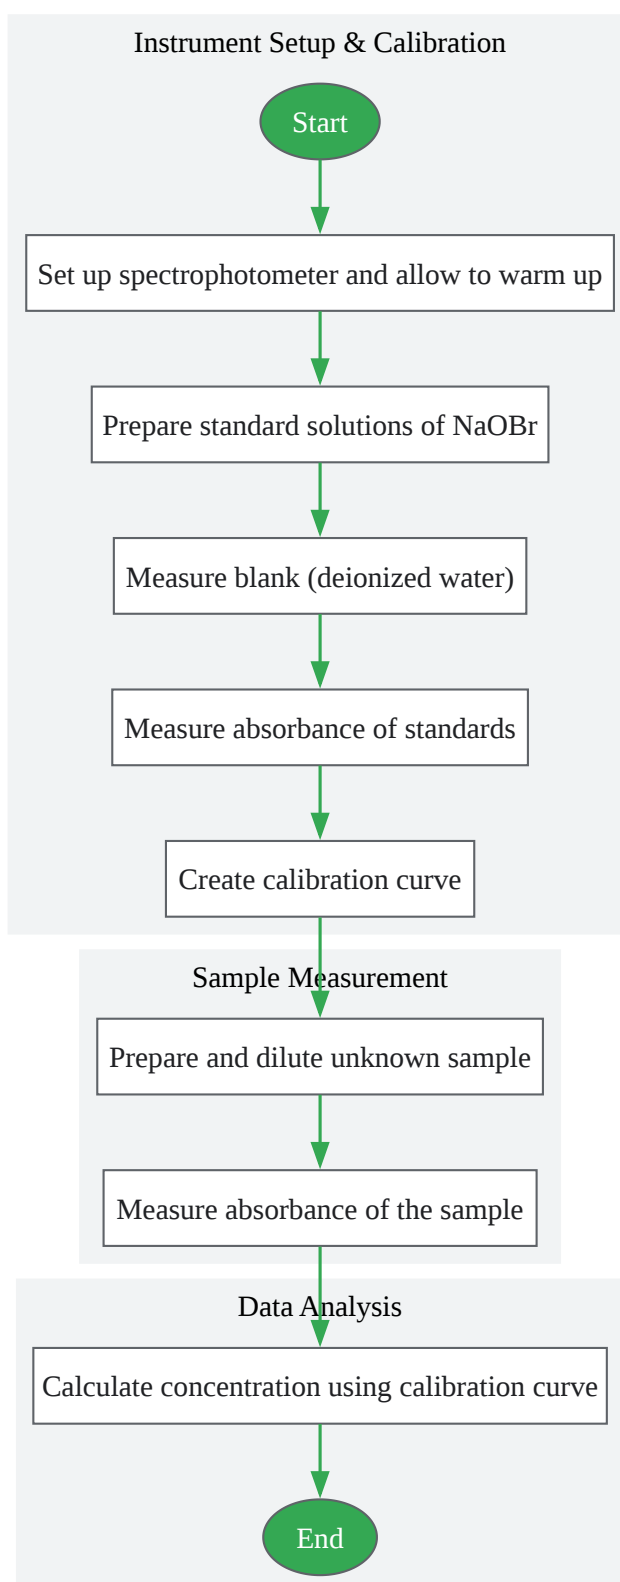 Instrument Setup & Calibration
Start
Set up spectrophotometer and allow to warm up
Prepare standard solutions of NaOBr
Measure blank (deionized water)
Measure absorbance of standards
Create calibration curve
Sample Measurement
Prepare and dilute unknown sample
Measure absorbance of the sample
Data Analysis
Calculate concentration using calibration curve
End